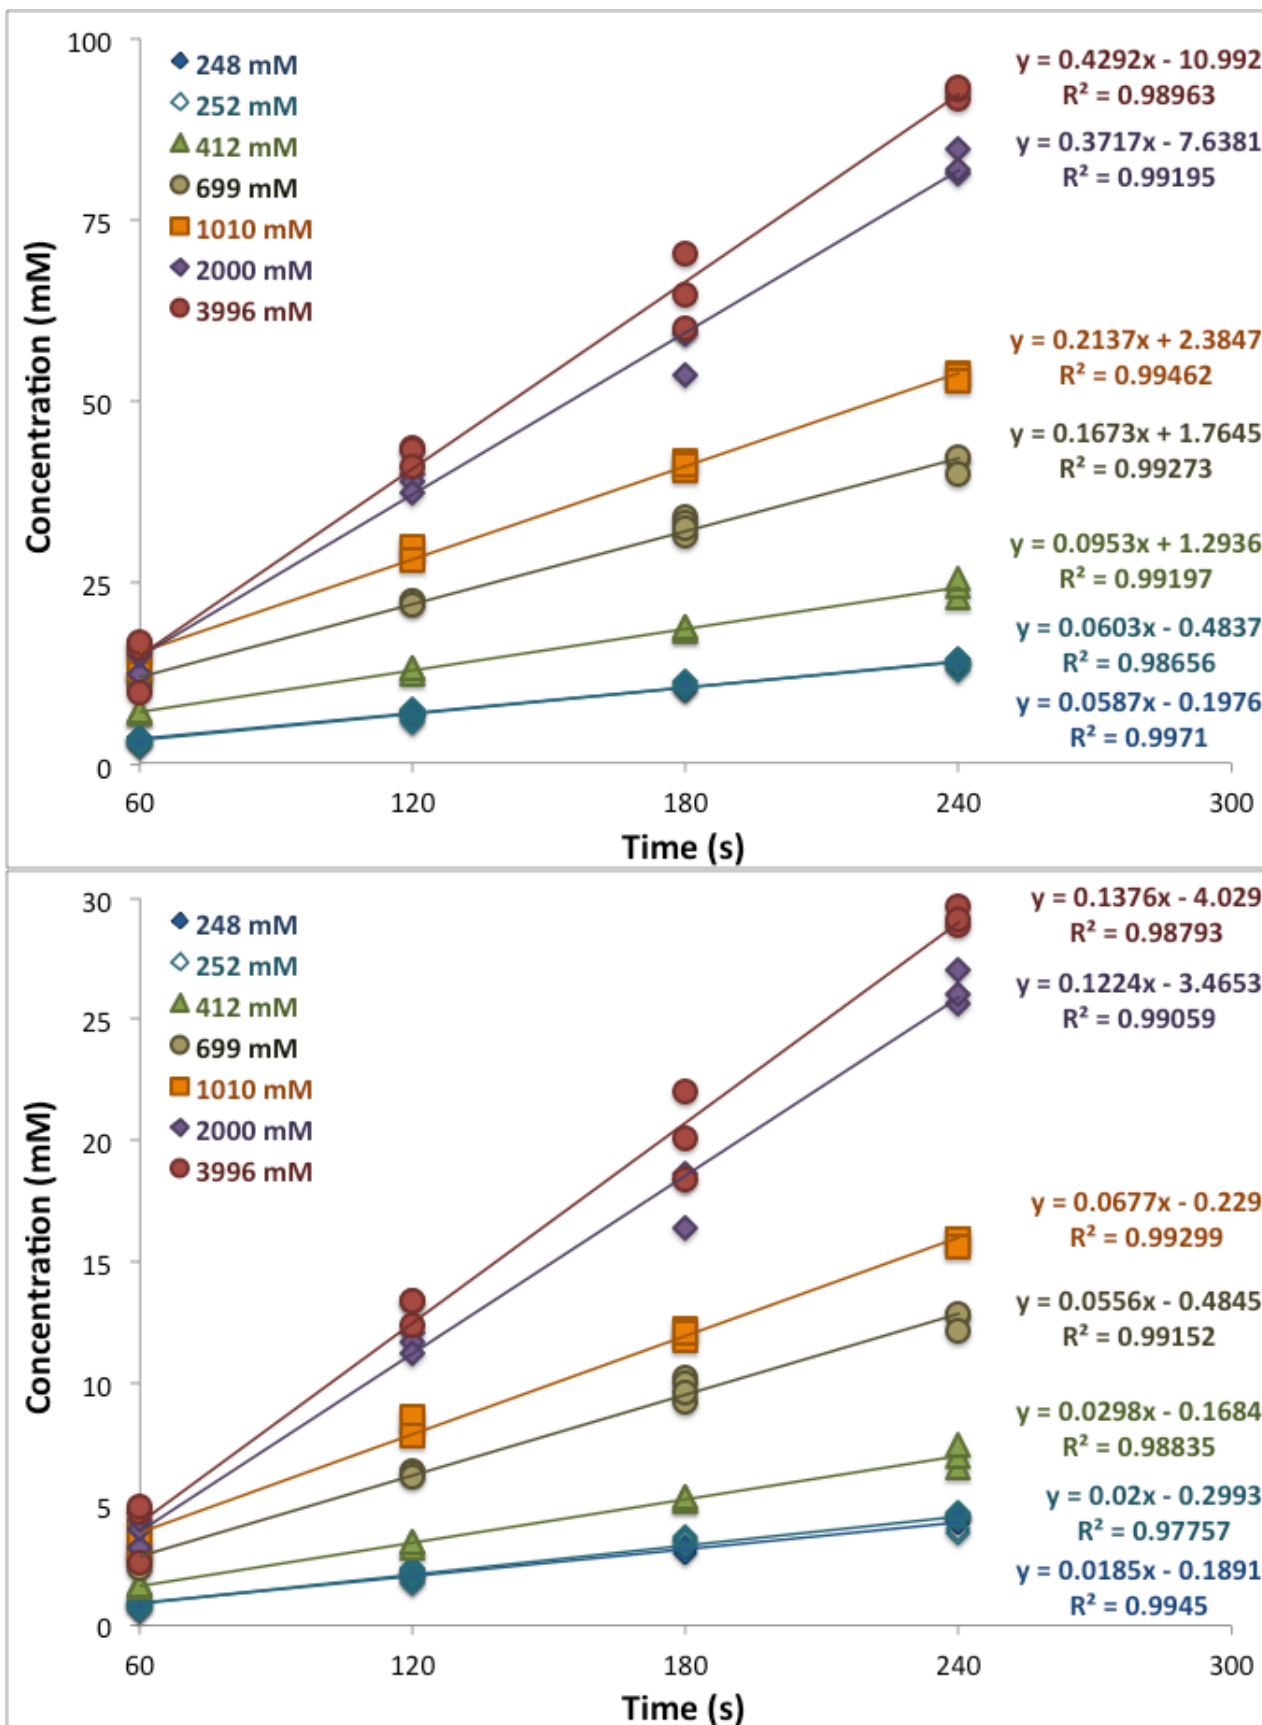 100
75
50
25
0
60
120
180
240
300
Concentration (mM)
Time (s)
248 mM
252 mM
412 mM
699 mM
1010 mM
2000 mM
3996 mM
y = 0.4292x - 10.992
R² = 0.98963
y = 0.3717x - 7.6381
R² = 0.99195
y = 0.2137x + 2.3847
R² = 0.99462
y = 0.1673x + 1.7645
R² = 0.99273
y = 0.0953x + 1.2936
R² = 0.99197
y = 0.0603x - 0.4837
R² = 0.98656
y = 0.0587x - 0.1976
R² = 0.9971
30
25
20
15
10
5
0
60
120
180
240
300
Concentration (mM)
Time (s)
248 mM
252 mM
412 mM
699 mM
1010 mM
2000 mM
3996 mM
y = 0.1376x - 4.029
R² = 0.98793
y = 0.1224x - 3.4653
R² = 0.99059
y = 0.0677x - 0.229
R² = 0.99299
y = 0.0556x - 0.4845
R² = 0.99152
y = 0.0298x - 0.1684
R² = 0.98835
y = 0.02x - 0.2993
R² = 0.97757
y = 0.0185x - 0.1891
R² = 0.9945